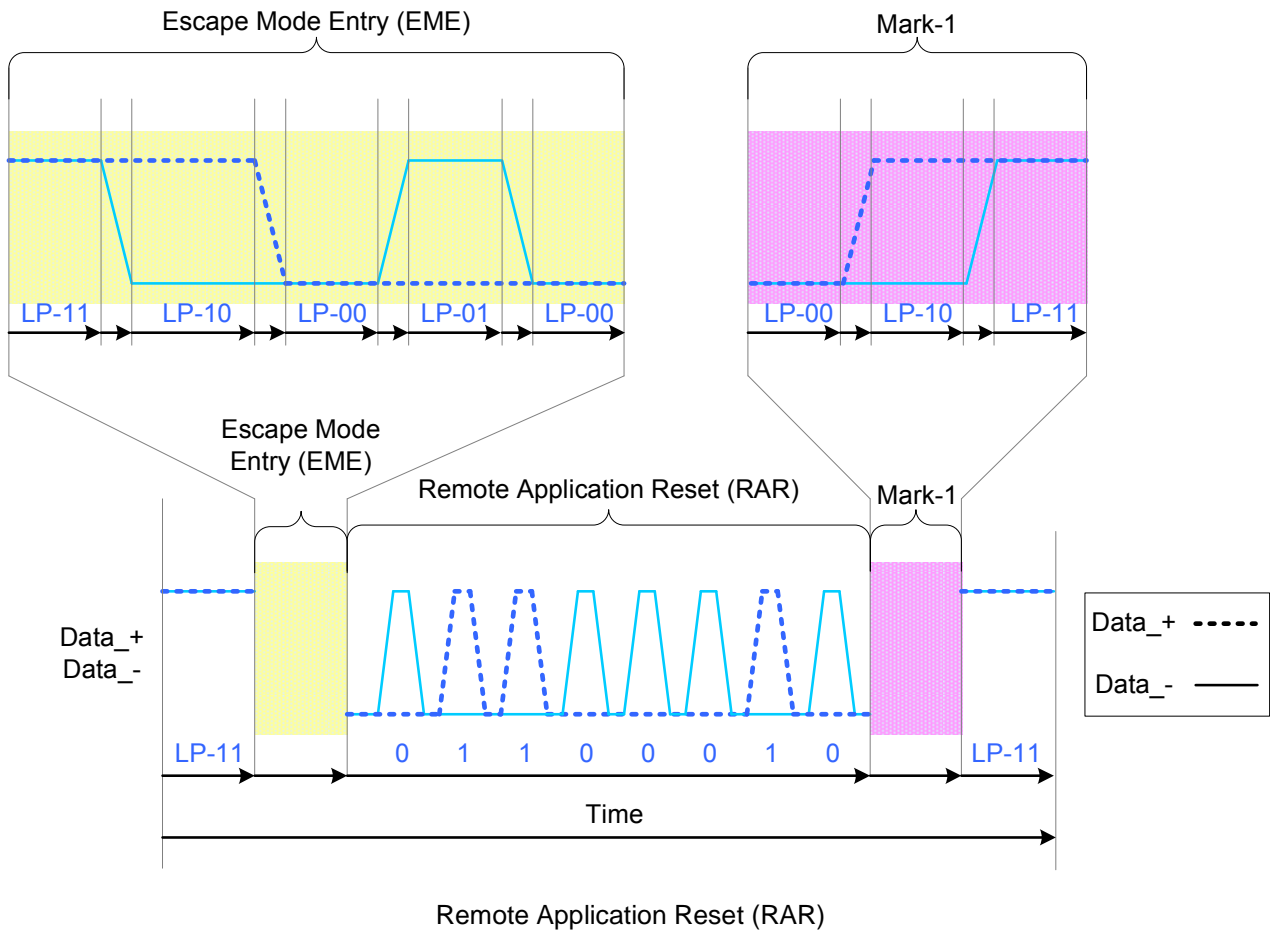 Escape Mode Entry (EME)
Mark-1
LP-11 LP-10 LP-00 LP-01 LP-00
LP-00 LP-10 LP-11
Escape Mode
Entry (EME)
Remote Application Reset (RAR)
Mark-1
Data_+
Data_-
Data_+
Data_-
LP-11 0 1 1 0 0 0 1 0 LP-11
Time
Remote Application Reset (RAR)